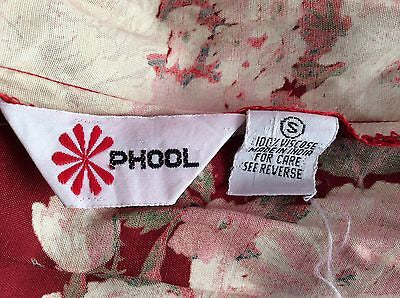 PHOOL
S
100% VISCOSE
MADE IN INDIA
FOR CARE
SEE REVERSE